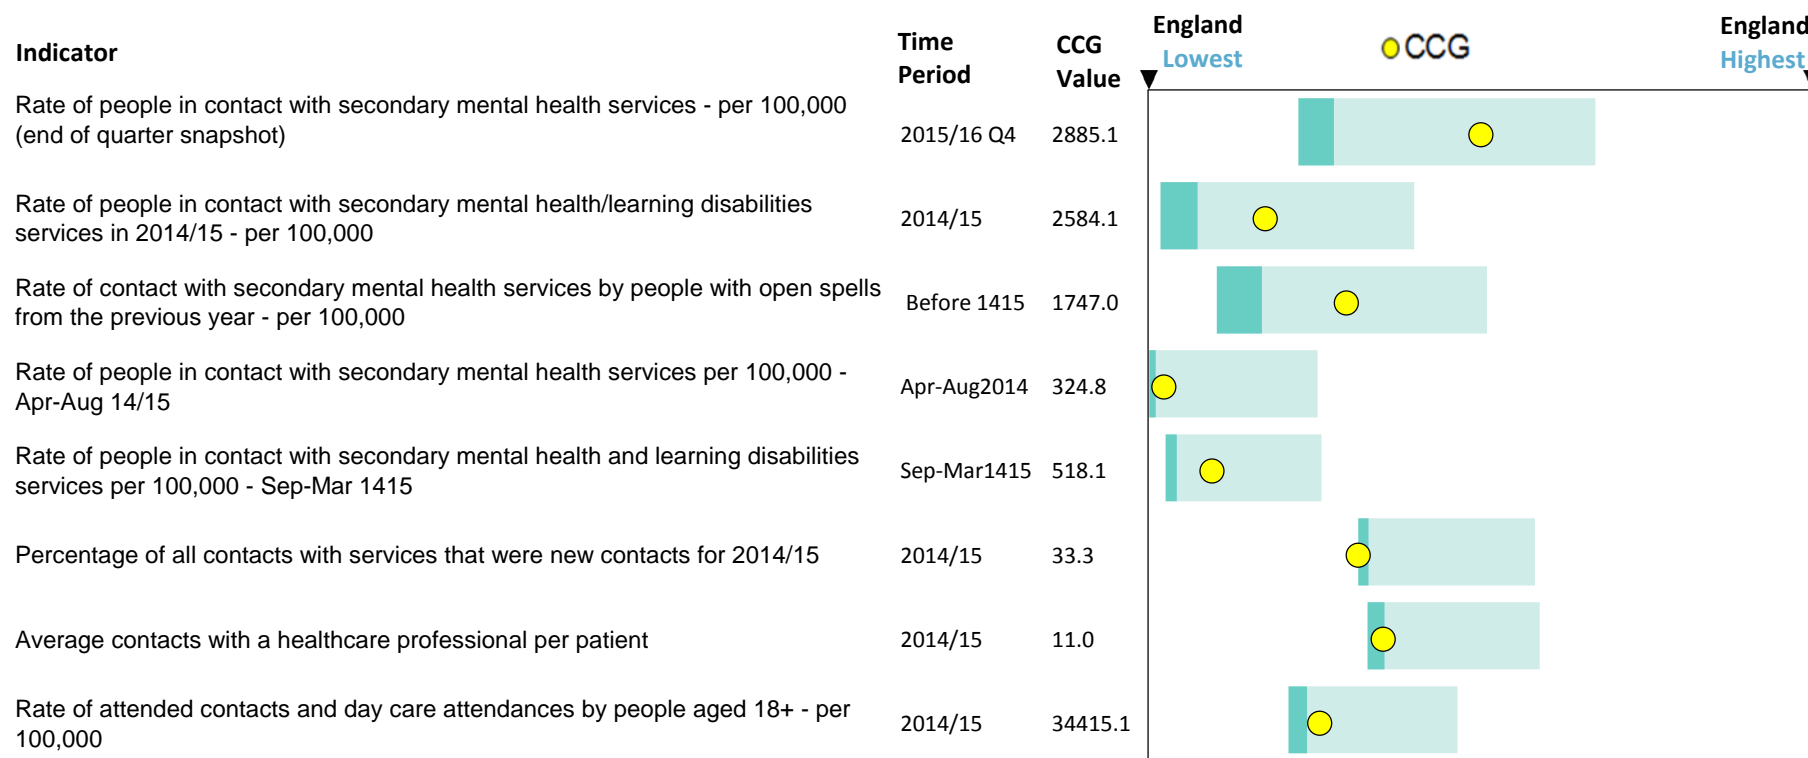 Indicator
Time Period
CCG Value
England Lowest
CCG
England Highest
Rate of people in contact with secondary mental health services - per 100,000
(end of quarter snapshot)
2015/16 Q4 2885.1
Rate of people in contact with secondary mental health/learning disabilities
services in 2014/15 - per 100,000
2014/15 2584.1
Rate of contact with secondary mental health services by people with open spells
from the previous year - per 100,000
Before 1415 1747.0
Rate of people in contact with secondary mental health services per 100,000 -
Apr-Aug 14/15
Apr-Aug2014 324.8
Rate of people in contact with secondary mental health and learning disabilities
services per 100,000 - Sep-Mar 1415
Sep-Mar1415 518.1
Percentage of all contacts with services that were new contacts for 2014/15
2014/15 33.3
Average contacts with a healthcare professional per patient
2014/15 11.0
Rate of attended contacts and day care attendances by people aged 18+ - per
100,000
2014/15 34415.1